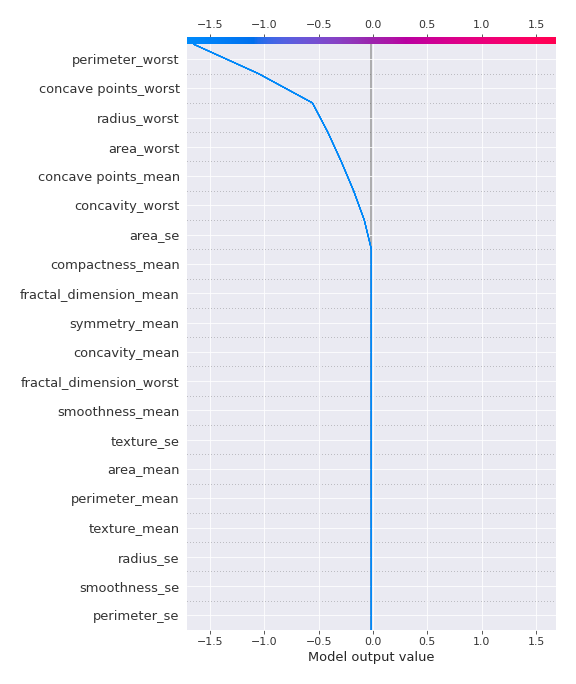 −1.5 −1.0 −0.5 0.0 0.5 1.0 1.5
perimeter_worst
concave points_worst
radius_worst
area_worst
concave points_mean
concavity_worst
area_se
compactness_mean
fractal_dimension_mean
symmetry_mean
concavity_mean
fractal_dimension_worst
smoothness_mean
texture_se
area_mean
perimeter_mean
texture_mean
radius_se
smoothness_se
perimeter_se
−1.5 −1.0 −0.5 0.0 0.5 1.0 1.5
Model output value